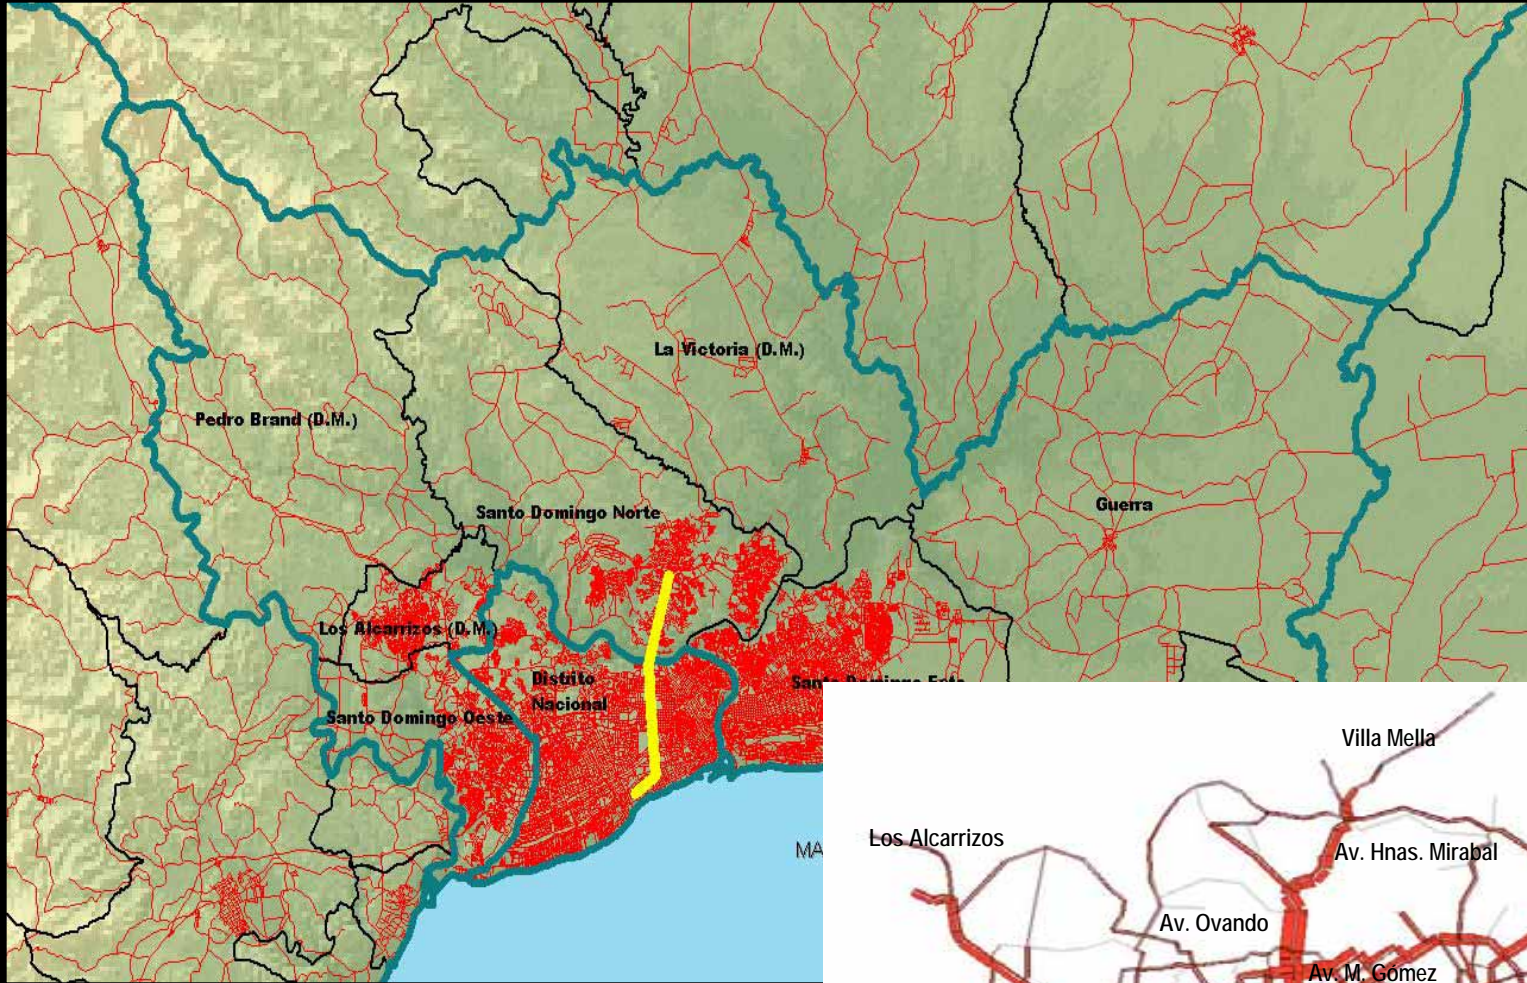 La Victoria (D.M.)
Pedro Brand (D.M.)
Guerra
Santo Domingo Norte
Los Alcarrizos (D.M.)
Distrito
Nacional
Santo Domingo Oeste
MA
Villa Mella
Los Alcarrizos
Av. Hnas. Mirabal
Av. Ovando
Av. M. Gómez